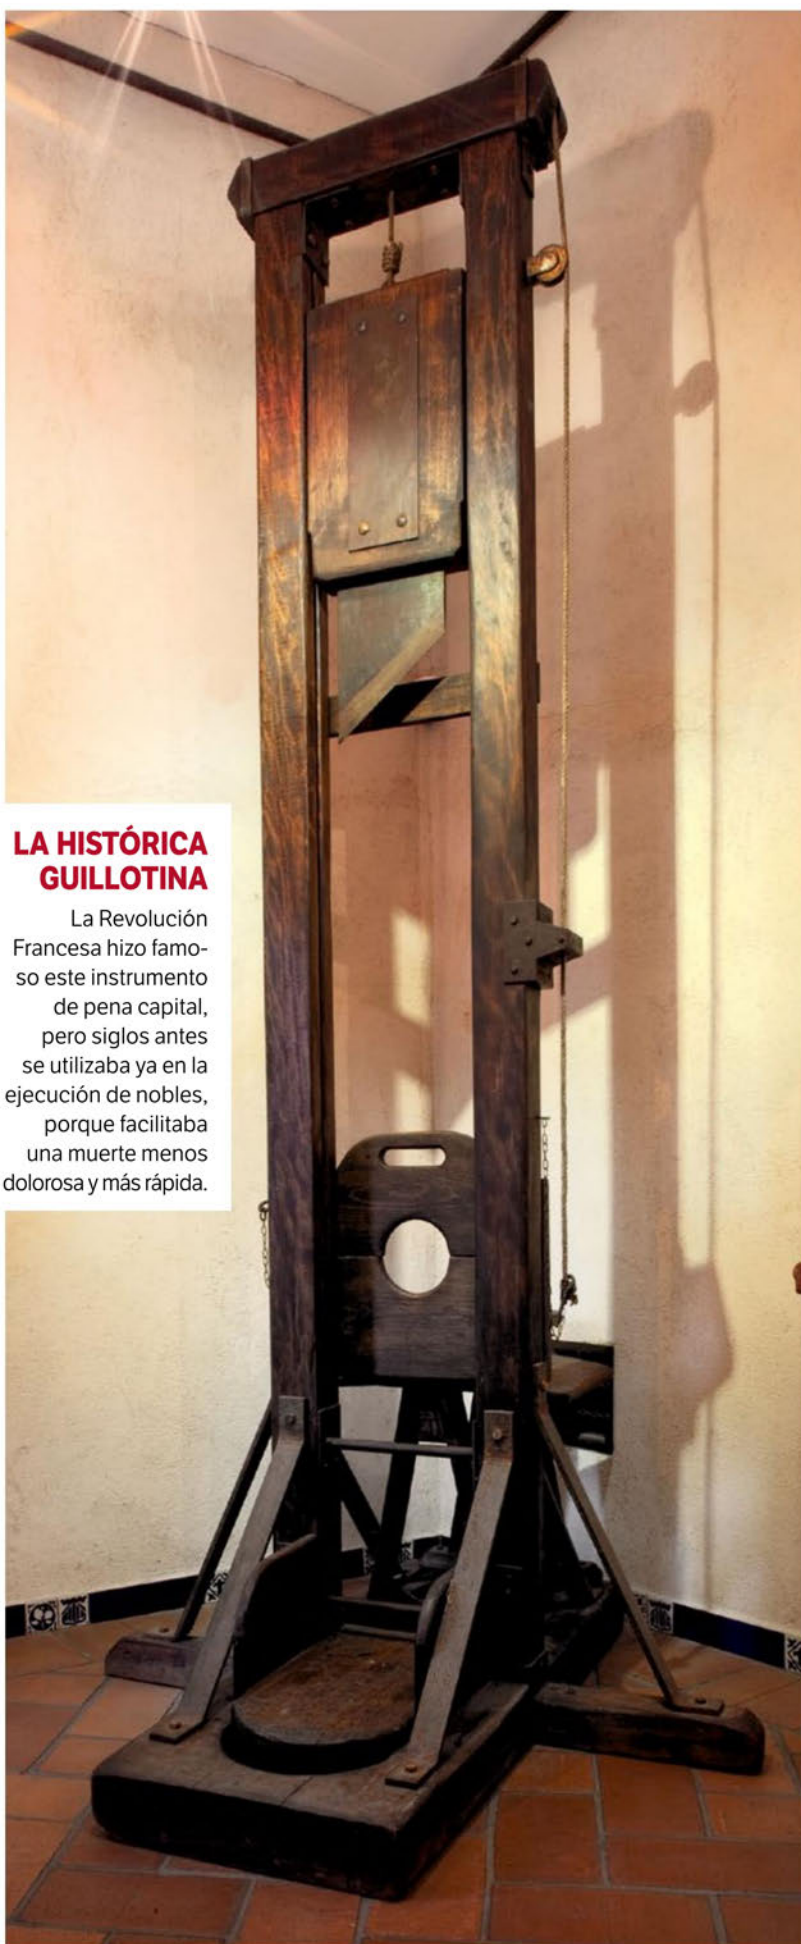 LA HISTÓRICA
GUILLOTINA
La Revolución
Francesa hizo famo-
so este instrumento
de pena capital,
pero siglos antes
se utilizaba ya en la
ejecución de nobles,
porque facilitaba
una muerte menos
dolorosa y más rápida.